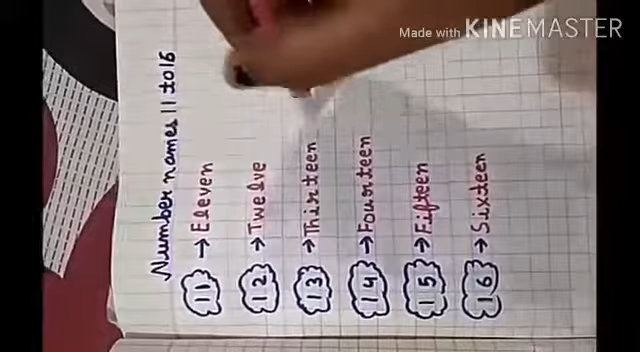 Made with KINEMASTER
Number names 11 to 16
11 → Eleven
12 → Twelve
13 → Thirteen
14 → Fourteen
15 → Fifteen
16 → Sixteen